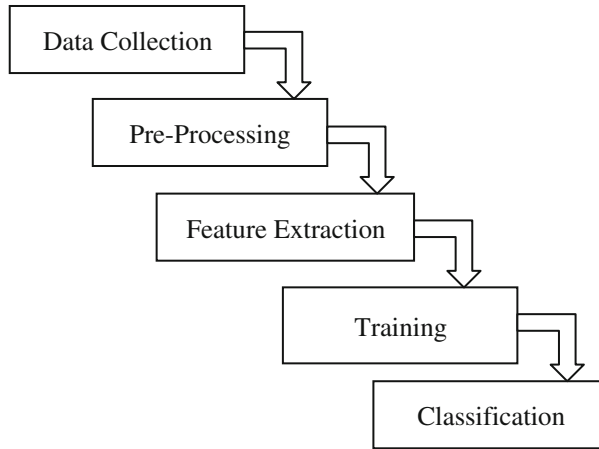 Data Collection
Pre-Processing
Feature Extraction
Training
Classification